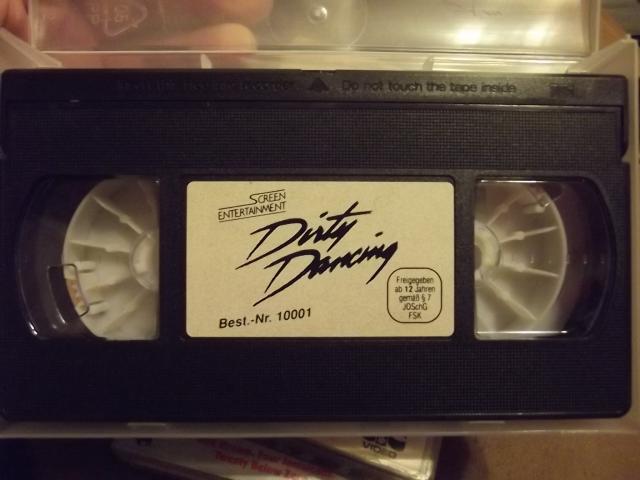 Do not touch the tape inside
SCREEN
ENTERTAINMENT
Dirty
Dancing
Freigegeben
ab 12 Jahren
gemäß § 7
JÖSchG
FSK
Best.-Nr. 10001
VIDEO